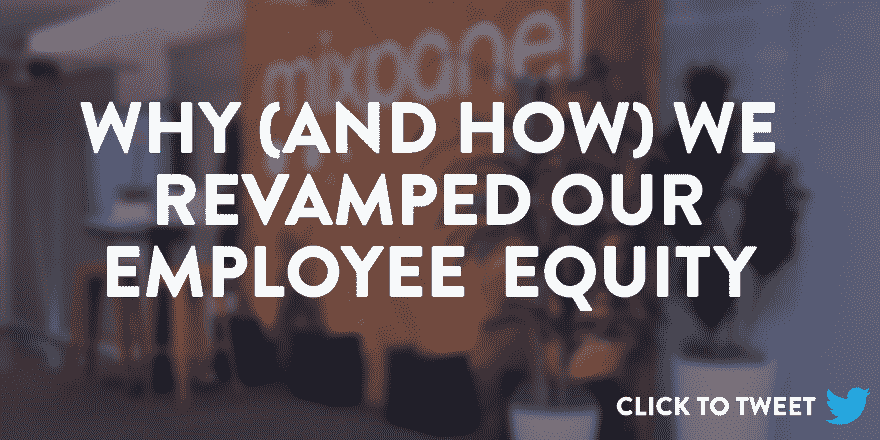 mixpanel
WHY (AND HOW) WE
REVAMPED OUR
EMPLOYEE EQUITY
CLICK TO TWEET